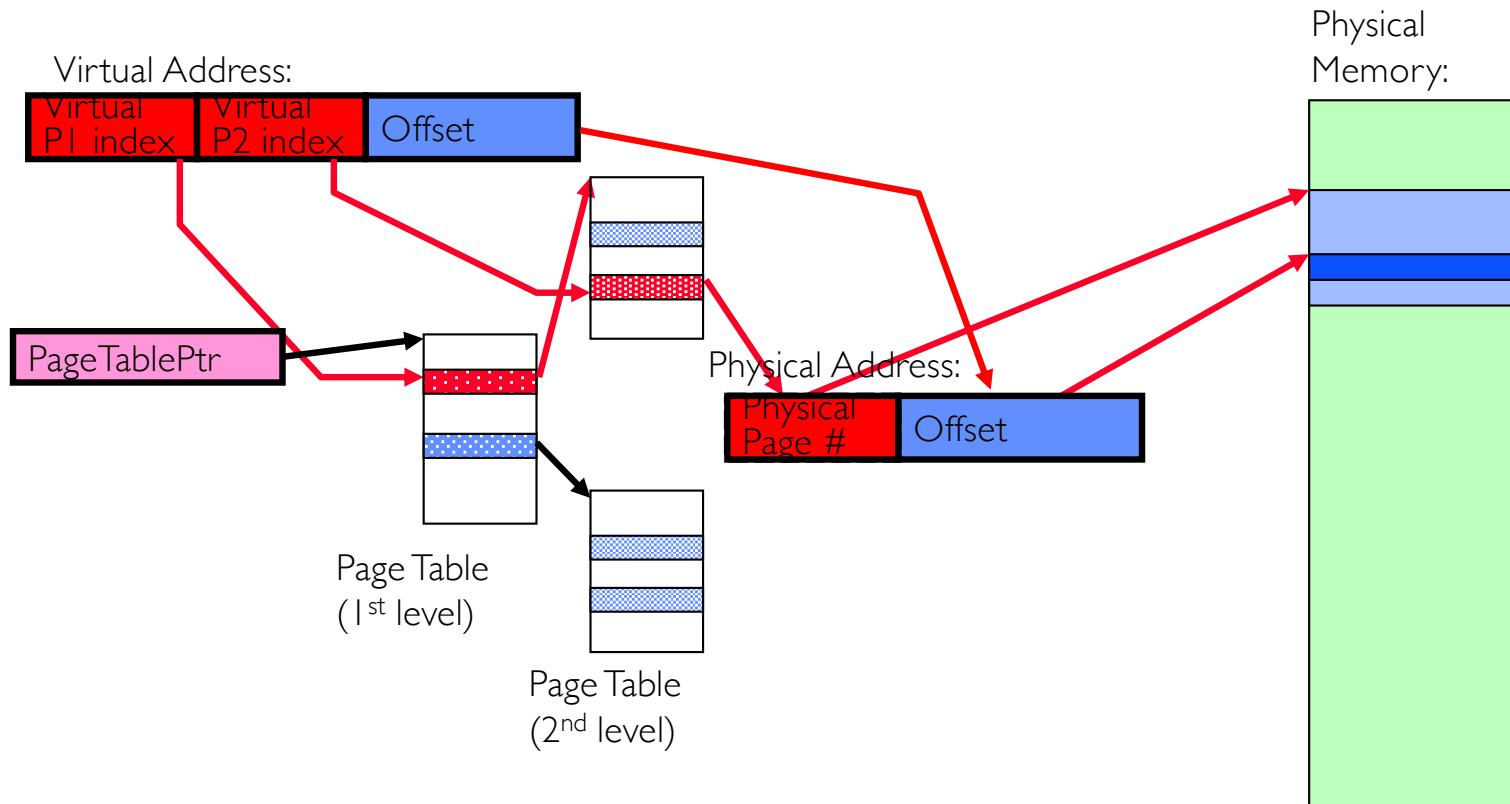 Physical
Memory:
Virtual Address:
Virtual
P1 index
Virtual
P2 index
Offset
PageTablePtr
Physical Address:
Physical
Page #
Offset
Page Table
(1st level)
Page Table
(2nd level)